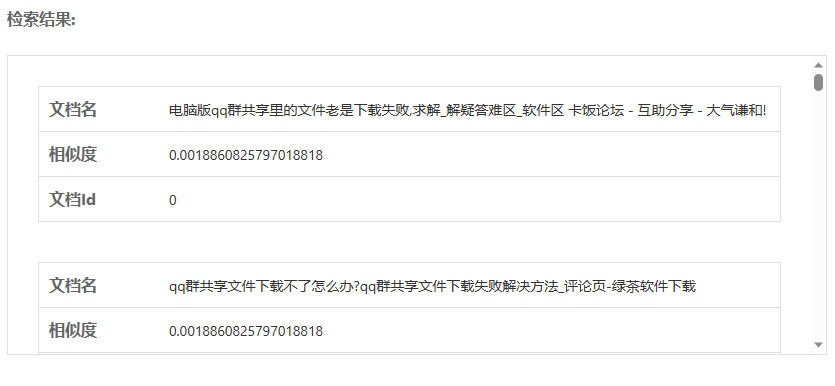 检索结果:
文档名 电脑版qq群共享里的文件老是下载失败,求解_解疑答难区_软件区 卡饭论坛 - 互助分享 - 大气谦和!
相似度 0.0018860825797018818
文档Id 0
文档名 qq群共享文件下载不了怎么办?qq群共享文件下载失败解决方法_评论页-绿茶软件下载
相似度 0.0018860825797018818